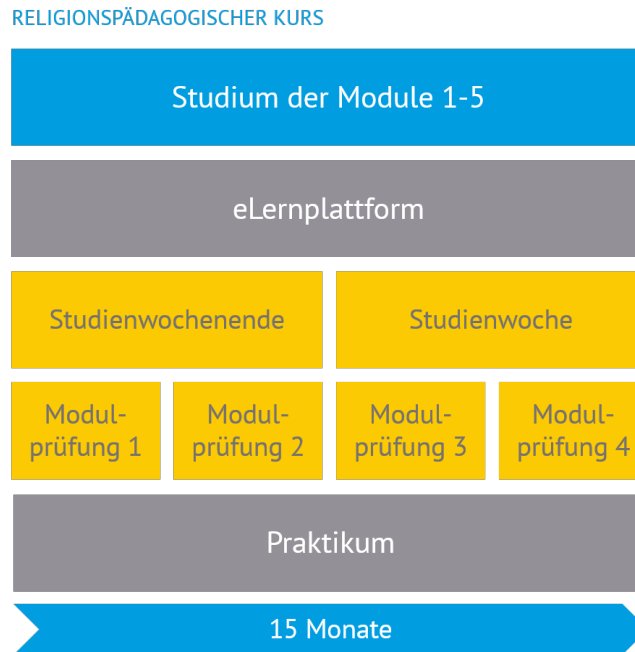 RELIGIONSPÄDAGOGISCHER KURS
Studium der Module 1-5
eLernplattform
Studienwochenende
Studienwoche
Modul-
prüfung 1
Modul-
prüfung 2
Modul-
prüfung 3
Modul-
prüfung 4
Praktikum
15 Monate